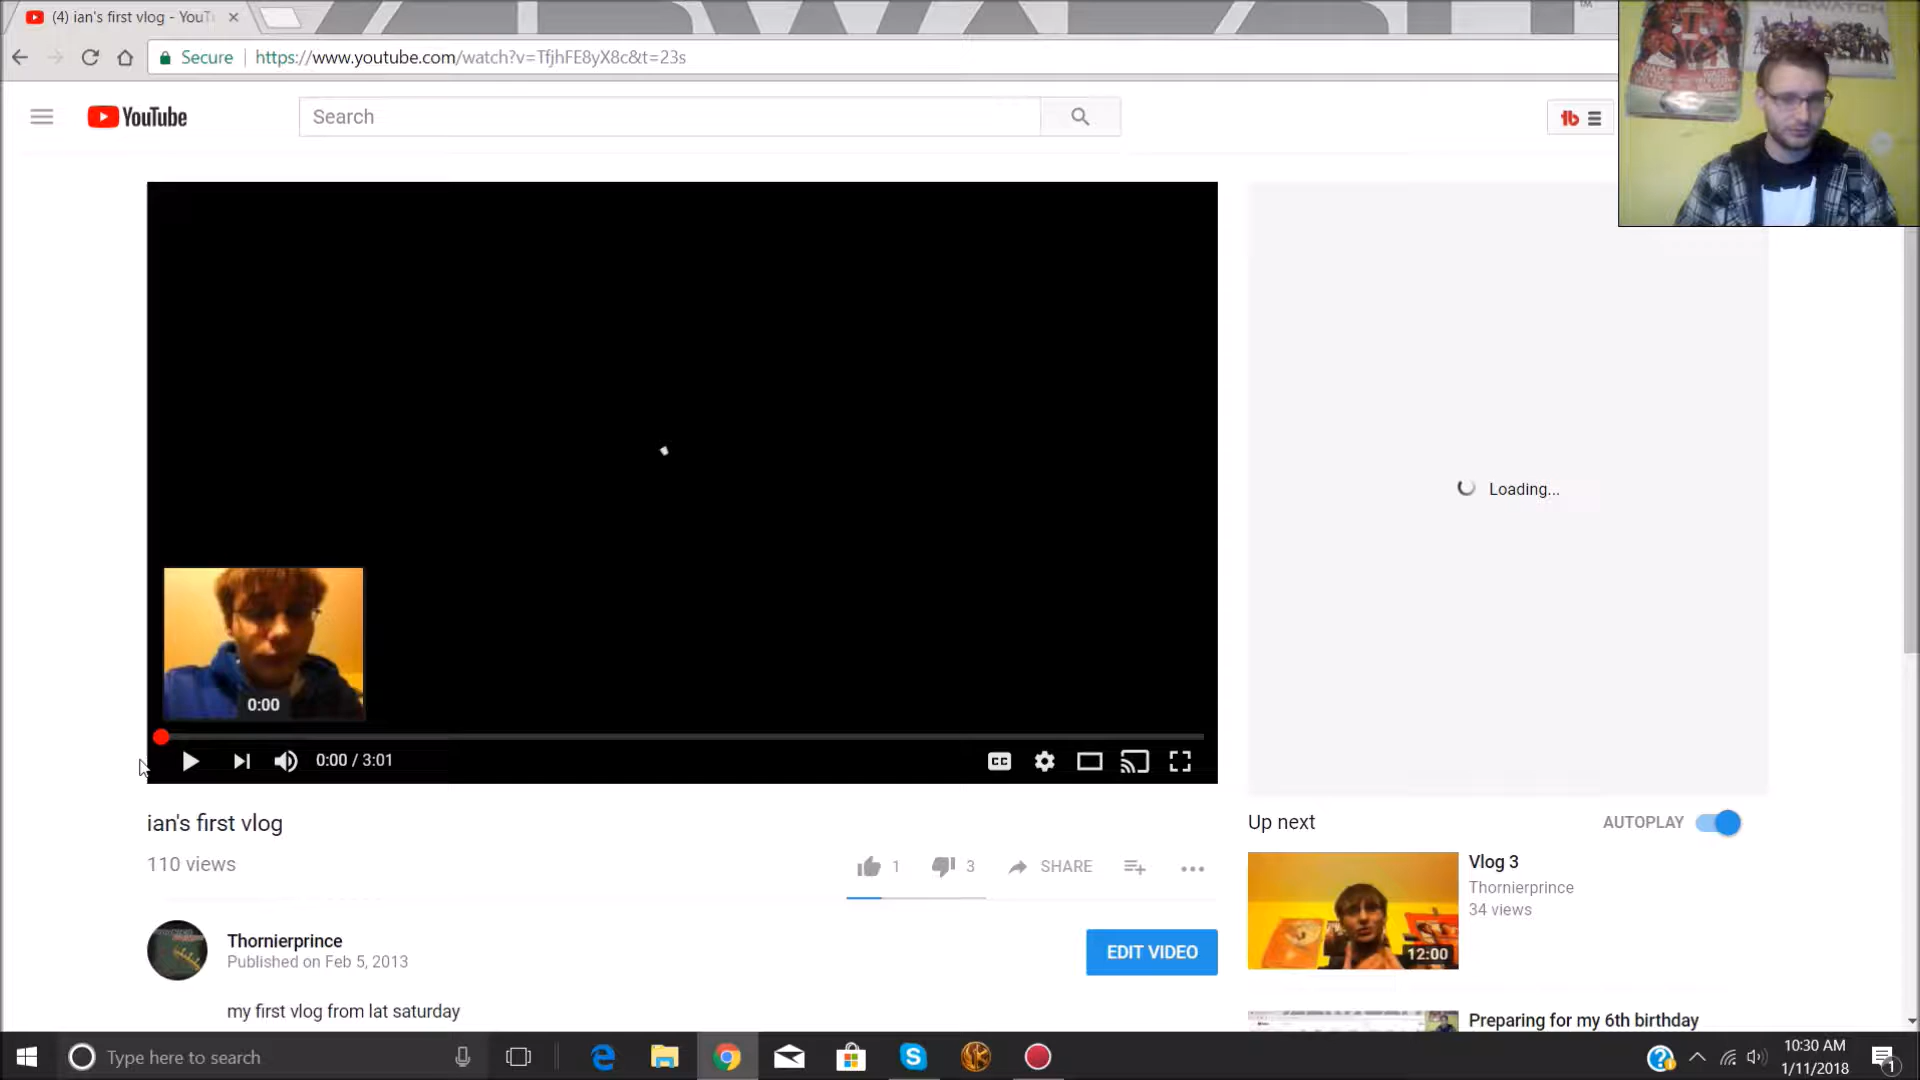 (4) ian's first vlog - YouT
Secure
https://www.youtube.com/watch?v=TfjhFE8yX8c&t=23s
YouTube
Search
Loading...
0:00
0:00 / 3:01
CC
ian's first vlog
110 views
1
3
SHARE
Thornierprince
Published on Feb 5, 2013
EDIT VIDEO
my first vlog from lat saturday
Up next
AUTOPLAY
Vlog 3
Thornierprince
34 views
12:00
Preparing for my 6th birthday
Type here to search
10:30 AM
1/11/2018
1